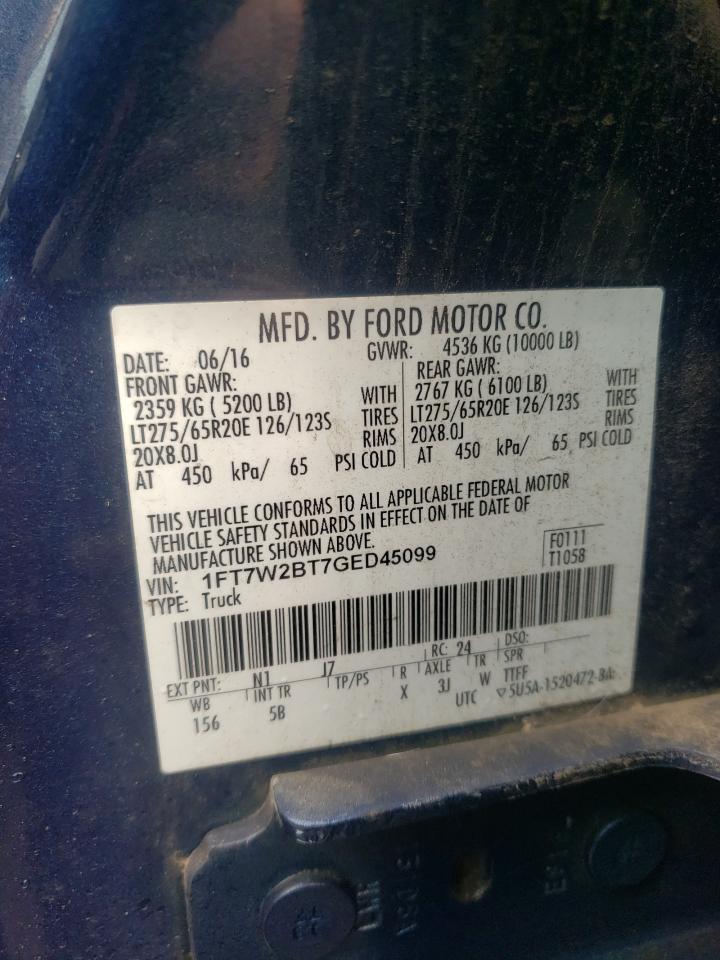 MFD. BY FORD MOTOR CO.
DATE: 06/16 GVWR: 4536 KG (10000 LB)
FRONT GAWR: REAR GAWR:
2359 KG ( 5200 LB) WITH 2767 KG ( 6100 LB) WITH
LT275/65R20E 126/123S TIRES LT275/65R20E 126/123S TIRES
20X8.0J RIMS 20X8.0J RIMS
AT 450 kPa/ 65 PSI COLD AT 450 kPa/ 65 PSI COLD
THIS VEHICLE CONFORMS TO ALL APPLICABLE FEDERAL MOTOR
VEHICLE SAFETY STANDARDS IN EFFECT ON THE DATE OF
MANUFACTURE SHOWN ABOVE.
VIN: 1FT7W2BT7GED45099 F0111
TYPE: Truck T1058
EXT PNT: N1 J7 RC: 24 DSO:
WB INT TR TP/PS R AXLE TR SPR
156 5B X 3J W TTFF
UTC ▽5U5A-1520472-BA